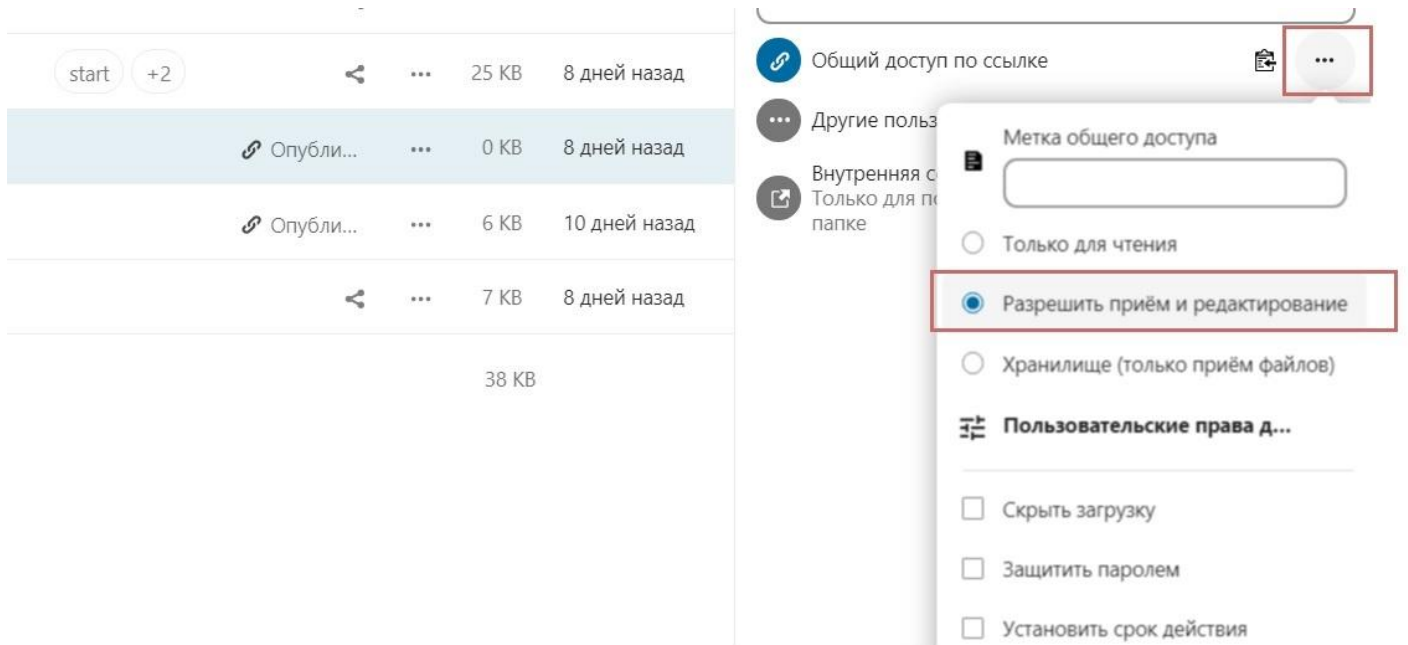 start +2 25 KB 8 дней назад
Опубли... 0 KB 8 дней назад
Опубли... 6 KB 10 дней назад
7 KB 8 дней назад
38 KB
Общий доступ по ссылке
Другие польз
Внутренняя
Только для
папке
Метка общего доступа
Только для чтения
Разрешить приём и редактирование
Хранилище (только приём файлов)
Пользовательские права д...
Скрыть загрузку
Защитить паролем
Установить срок действия